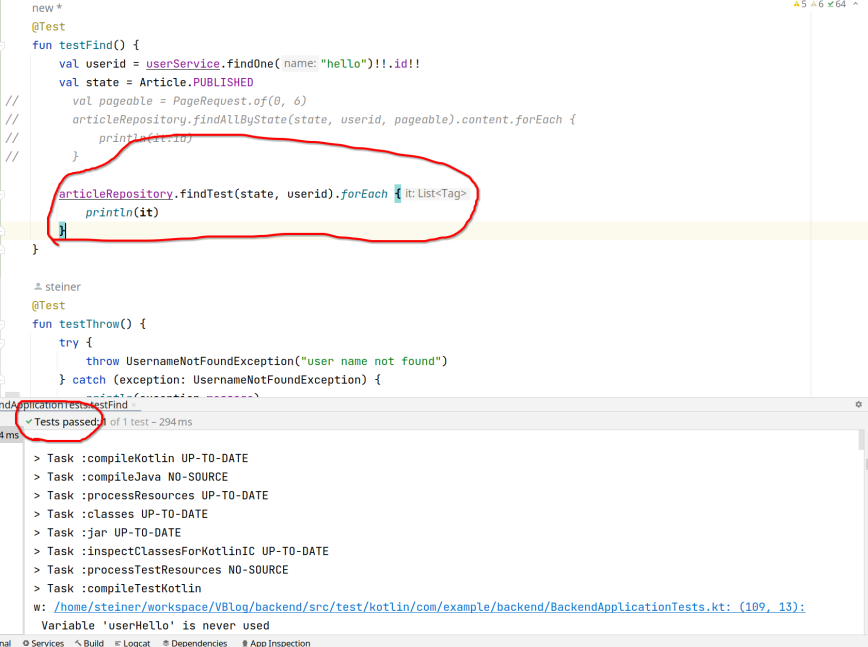 new *
5 6 64
@Test
fun testFind() {
val userid = userService.findOne( name: "hello")!!.id!!
val state = Article.PUBLISHED
// val pageable = PageRequest.of(0, 6)
// articleRepository.findAllByState(state, userid, pageable).content.forEach {
// println(it.id)
// }
articleRepository.findTest(state, userid).forEach { it: List<Tag>
println(it)
}
}
steiner
@Test
fun testThrow() {
try {
throw UsernameNotFoundException("user name not found")
} catch (exception: UsernameNotFoundException) {
println(exception.message)
ndApplicationTests.testFind
Tests passed: 1 of 1 test – 294 ms
4 ms
> Task :compileKotlin UP-TO-DATE
> Task :compileJava NO-SOURCE
> Task :processResources UP-TO-DATE
> Task :classes UP-TO-DATE
> Task :jar UP-TO-DATE
> Task :inspectClassesForKotlinIC UP-TO-DATE
> Task :processTestResources NO-SOURCE
> Task :compileTestKotlin
w: /home/steiner/workspace/VBlog/backend/src/test/kotlin/com/example/backend/BackendApplicationTests.kt: (109, 13):
Variable 'userHello' is never used
nal Services Build Logcat Dependencies App Inspection